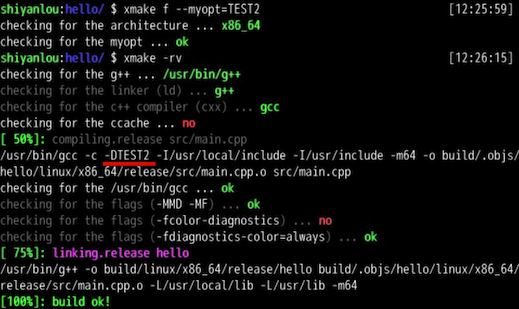 shiyanlou:hello/ $ xmake f --myopt=TEST2 [12:25:59]
checking for the architecture ... x86_64
checking for the myopt ... ok
shiyanlou:hello/ $ xmake -rv [12:26:15]
checking for the g++ ... /usr/bin/g++
checking for the linker (ld) ... g++
checking for the c++ compiler (cxx) ... gcc
checking for the ccache ... no
[ 50%]: compiling.release src/main.cpp
/usr/bin/gcc -c -DTEST2 -I/usr/local/include -I/usr/include -m64 -o build/.objs/
hello/linux/x86_64/release/src/main.cpp.o src/main.cpp
checking for the /usr/bin/gcc ... ok
checking for the flags (-MMD -MF) ... ok
checking for the flags (-fcolor-diagnostics) ... no
checking for the flags (-fdiagnostics-color=always) ... ok
[ 75%]: linking.release hello
/usr/bin/g++ -o build/linux/x86_64/release/hello build/.objs/hello/linux/x86_64/
release/src/main.cpp.o -L/usr/local/lib -L/usr/lib -m64
[100%]: build ok!